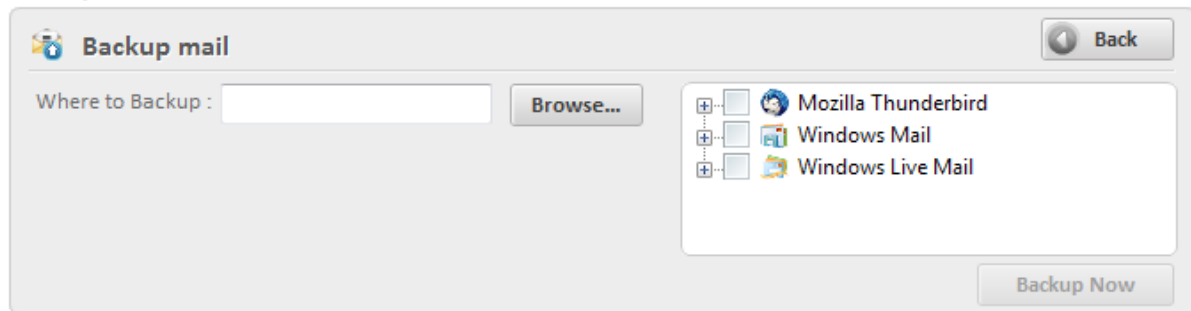 Backup mail
Back
Where to Backup :
Browse...
Mozilla Thunderbird
Windows Mail
Windows Live Mail
Backup Now